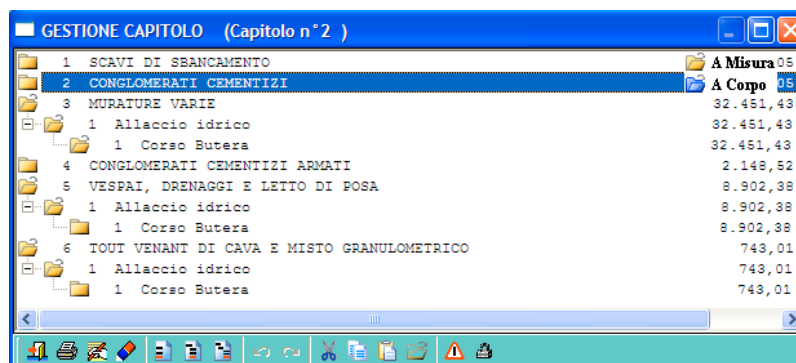 GESTIONE CAPITOLO (Capitolo n°2 )
1 SCAVI DI SBANCAMENTO A Misura 05
2 CONGLOMERATI CEMENTIZI A Corpo 05
3 MURATURE VARIE 32.451,43
1 Allaccio idrico 32.451,43
1 Corso Butera 32.451,43
4 CONGLOMERATI CEMENTIZI ARMATI 2.148,52
5 VESPAI, DRENAGGI E LETTO DI POSA 8.902,38
1 Allaccio idrico 8.902,38
1 Corso Butera 8.902,38
6 TOUT VENANT DI CAVA E MISTO GRANULOMETRICO 743,01
1 Allaccio idrico 743,01
1 Corso Butera 743,01